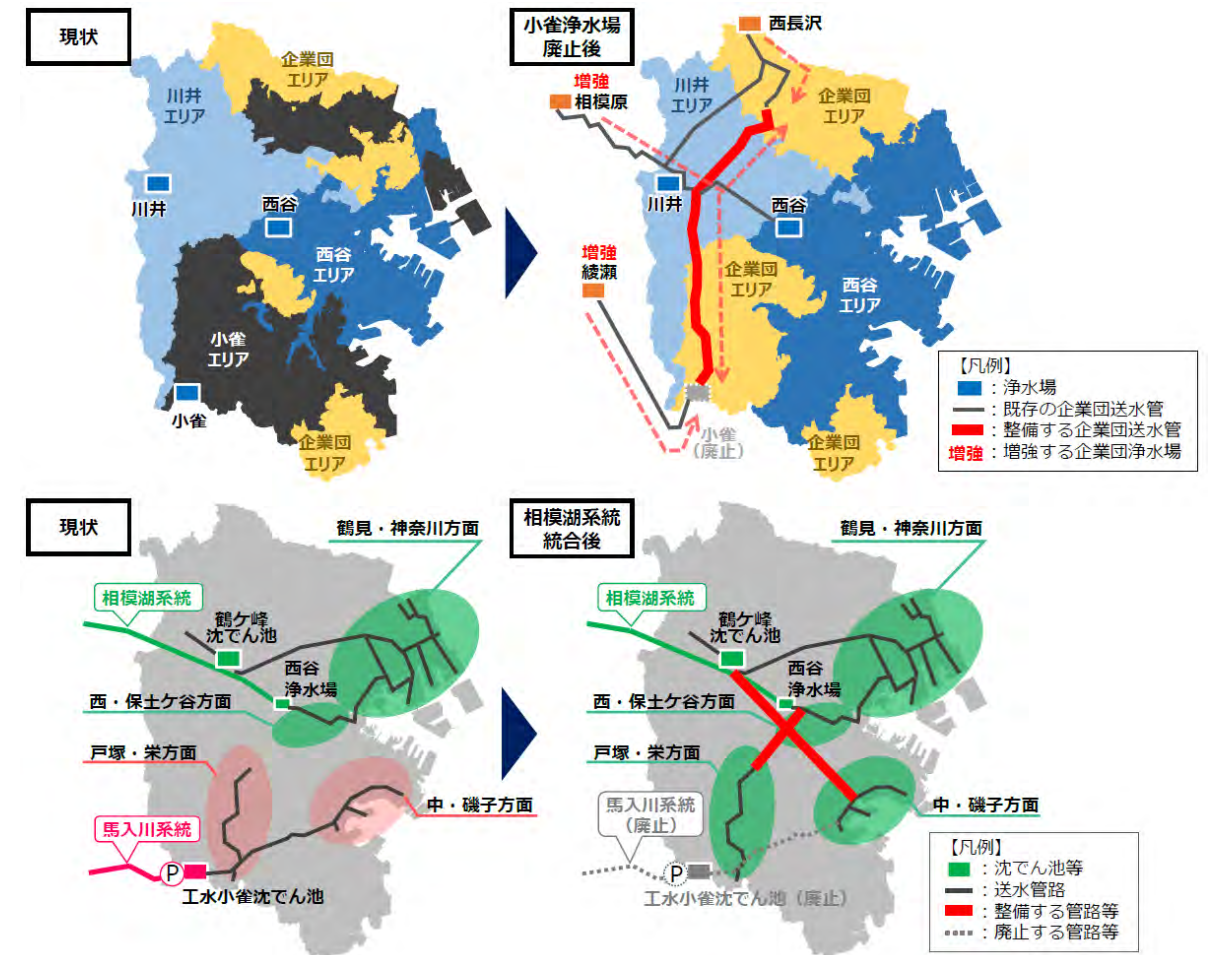 現状
企業団
エリア
川井
エリア
川井
西谷
西谷
エリア
小雀
エリア
小雀
企業団
エリア
小雀浄水場
廃止後
西長沢
増強
相模原
川井
エリア
企業団
エリア
川井
西谷
増強
綾瀬
企業団
エリア
西谷
エリア
小雀
(廃止)
企業団
エリア
【凡例】
：浄水場
：既存の企業団送水管
：整備する企業団送水管
増強：増強する企業団浄水場
現状
鶴見・神奈川方面
相模湖系統
鶴ケ峰
沈でん池
西谷
浄水場
西・保土ケ谷方面
戸塚・栄方面
中・磯子方面
馬入川系統
P
工水小雀沈でん池
相模湖系統
統合後
鶴見・神奈川方面
相模湖系統
鶴ケ峰
沈でん池
西谷
浄水場
西・保土ケ谷方面
戸塚・栄方面
馬入川系統
（廃止）
中・磯子方面
P
工水小雀沈でん池（廃止）
【凡例】
：沈でん池等
：送水管路
：整備する管路等
：廃止する管路等